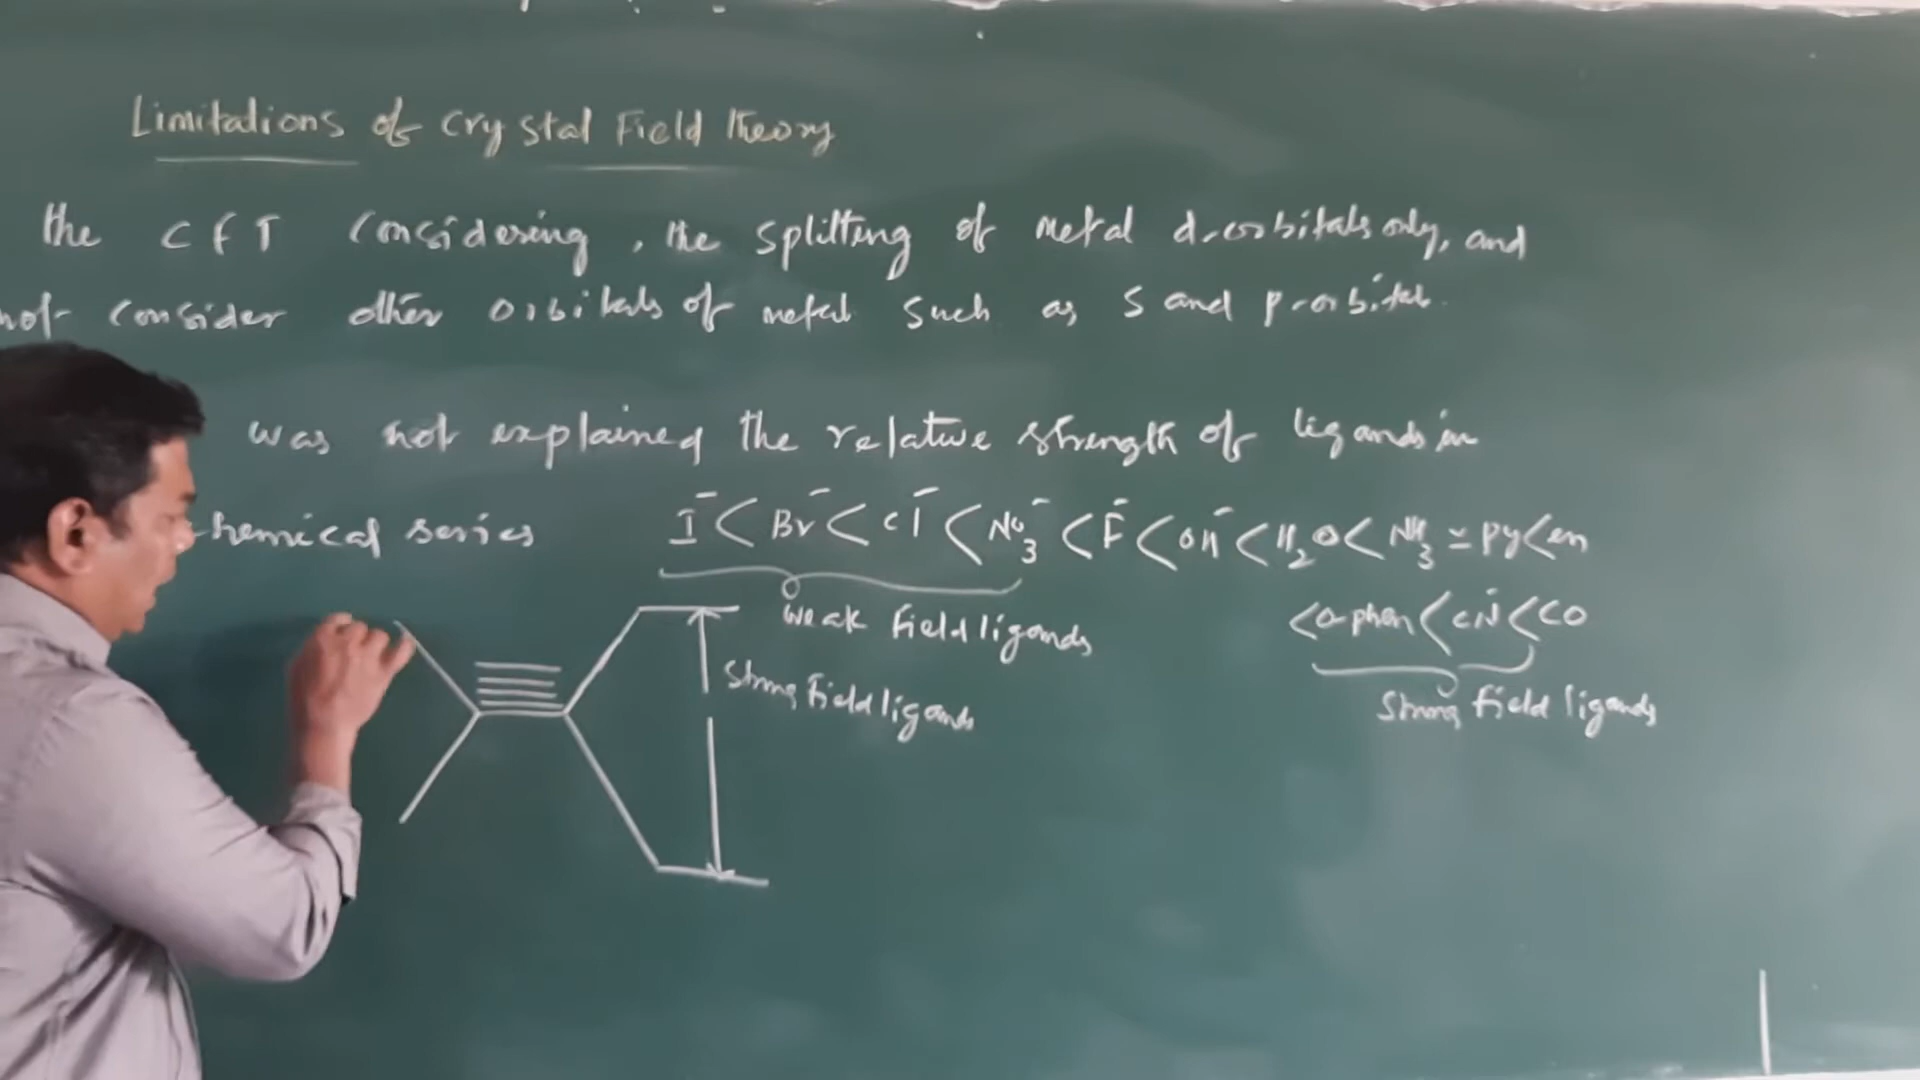 Limitations of Crystal Field Theory
the CFT Considering, the splitting of metal d-orbitals only, and
not consider other orbitals of metal such as s and p-orbital.
was not explained the relative strength of ligands in
hemical series I⁻ < Br⁻ < Cl⁻ < NO₃⁻ < F⁻ < OH⁻ < H₂O < NH₃ ≃ py < en
< o-phen < CN⁻ < CO
weak Field ligands
Strong Field ligands
Strong Field ligands